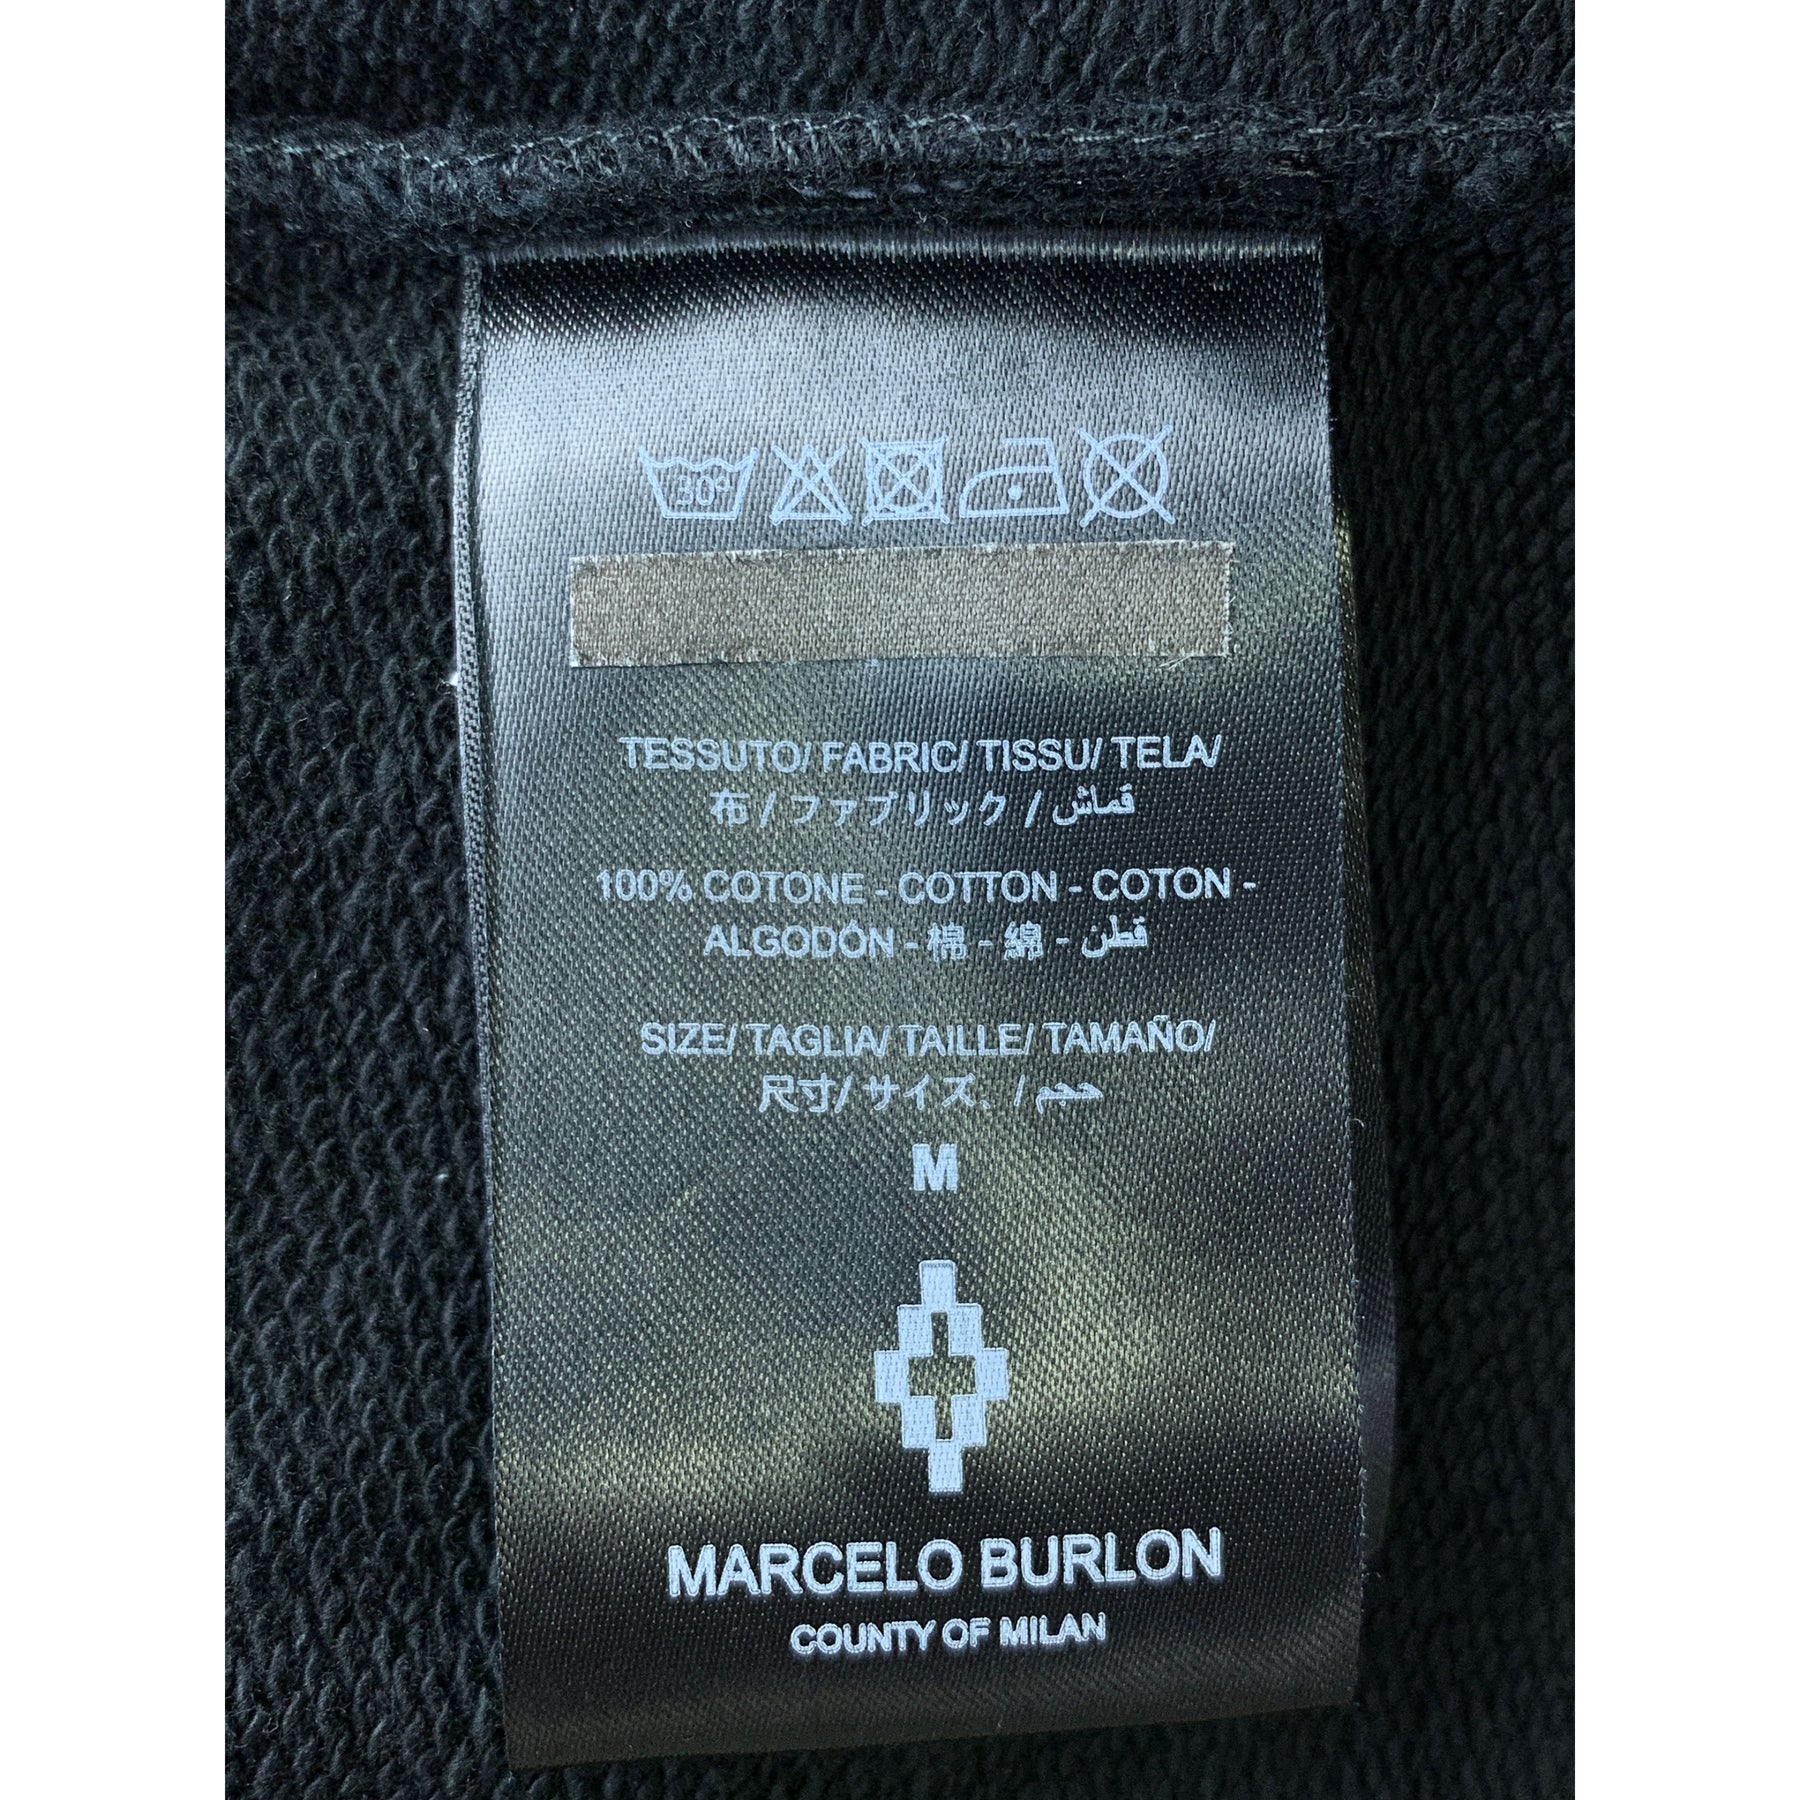 30°
TESSUTO/ FABRIC/ TISSU/ TELA/
布 / ファブリック / قماش
100% COTONE - COTTON - COTON -
ALGODÓN - 棉 - 綿 - قطن
SIZE/ TAGLIA/ TAILLE/ TAMAÑO/
尺寸/ サイズ、/ حجم
M
MARCELO BURLON
COUNTY OF MILAN